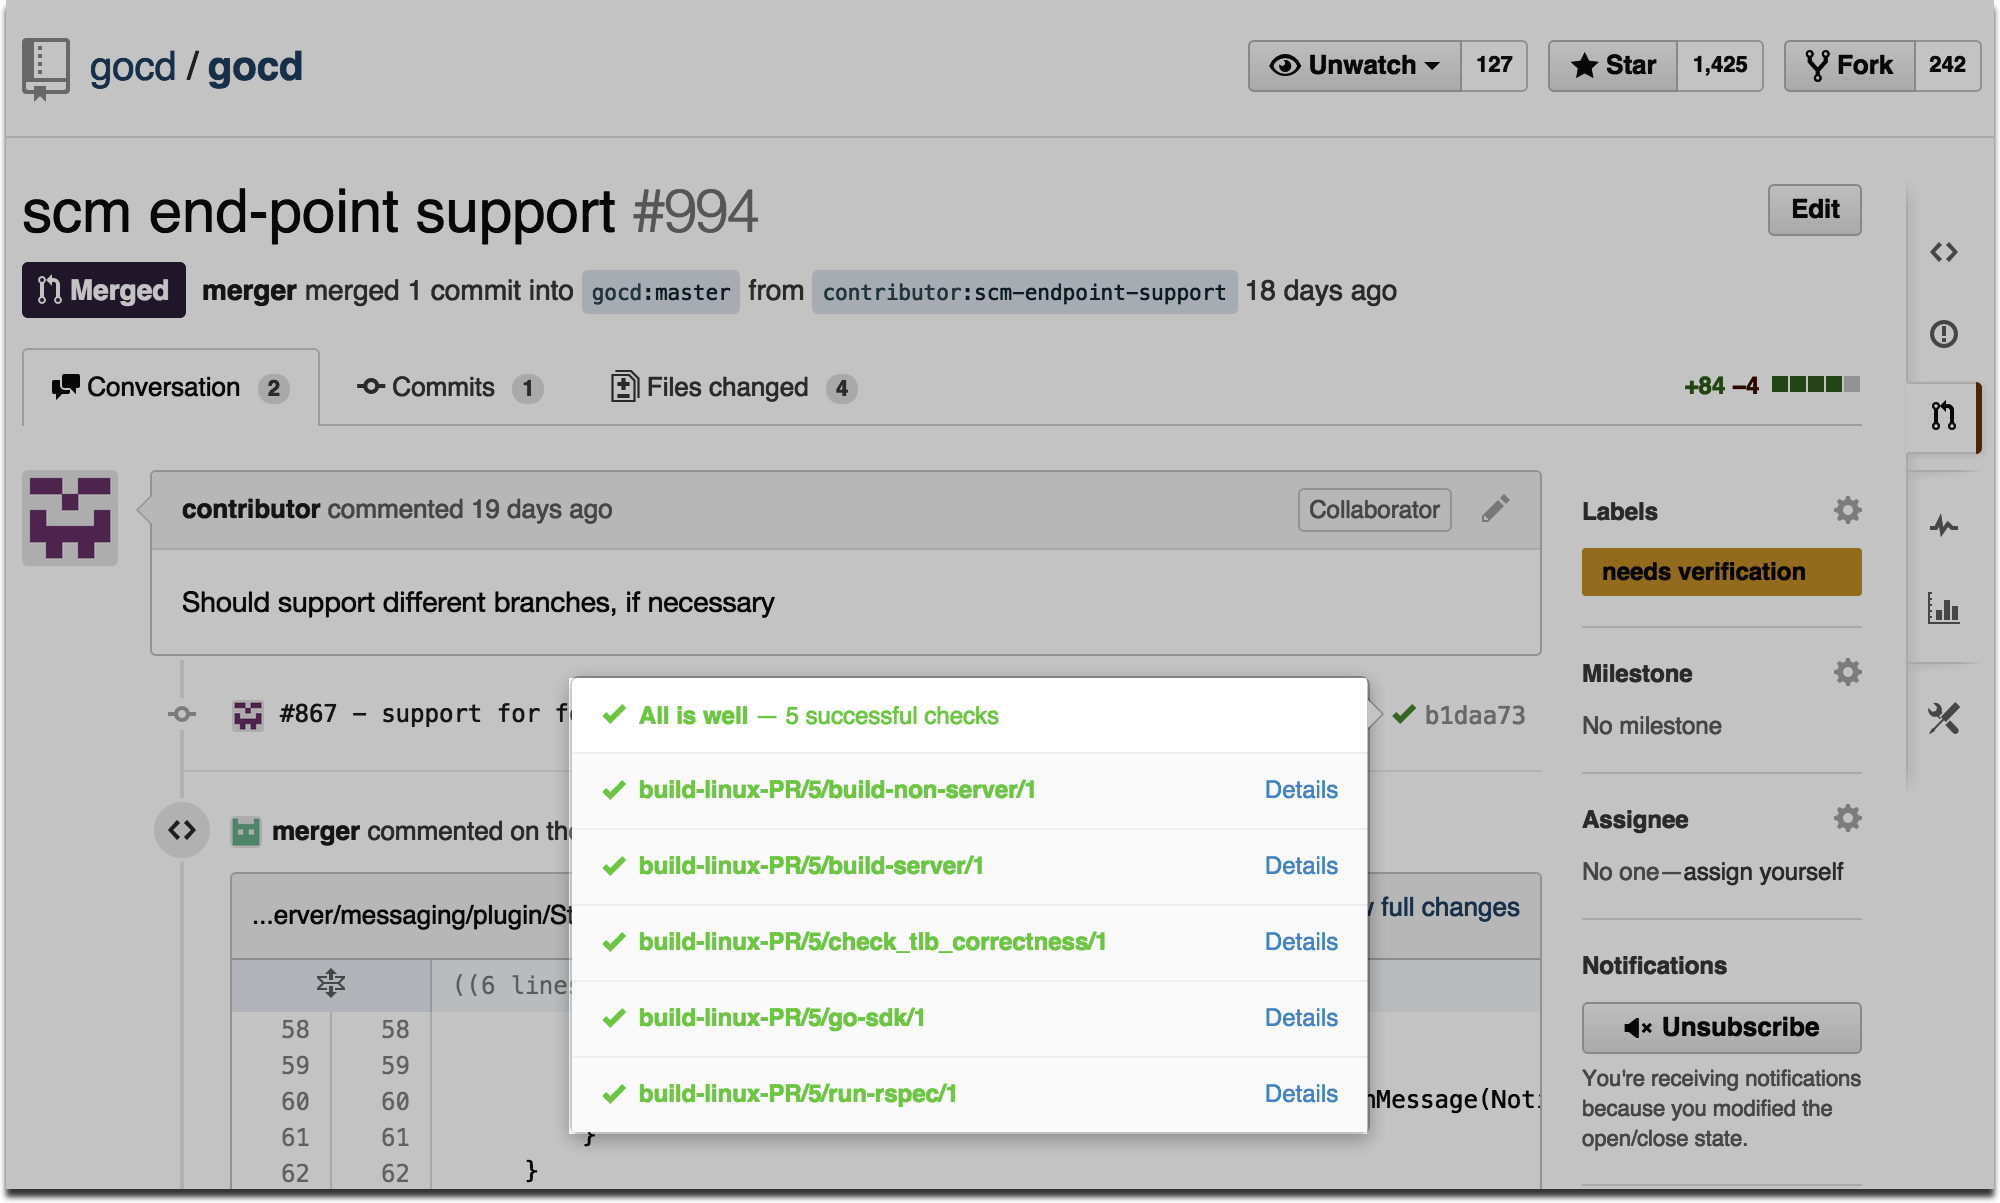 gocd / gocd
Unwatch 127
Star 1,425
Fork 242
scm end-point support #994
Edit
Merged merger merged 1 commit into gocd:master from contributor:scm-endpoint-support 18 days ago
Conversation 2 Commits 1 Files changed 4
+84 −4
contributor commented 19 days ago Collaborator
Should support different branches, if necessary
#867 - support for
b1daa73
All is well — 5 successful checks
build-linux-PR/5/build-non-server/1 Details
build-linux-PR/5/build-server/1 Details
build-linux-PR/5/check_tlb_correctness/1 Details
build-linux-PR/5/go-sdk/1 Details
build-linux-PR/5/run-rspec/1 Details
merger commented on
...erver/messaging/plugin/
full changes
((6
58 58
59 59
60 60
61 61 }
62 62 }
Labels
needs verification
Milestone
No milestone
Assignee
No one—assign yourself
Notifications
Unsubscribe
You're receiving notifications
because you modified the
open/close state.